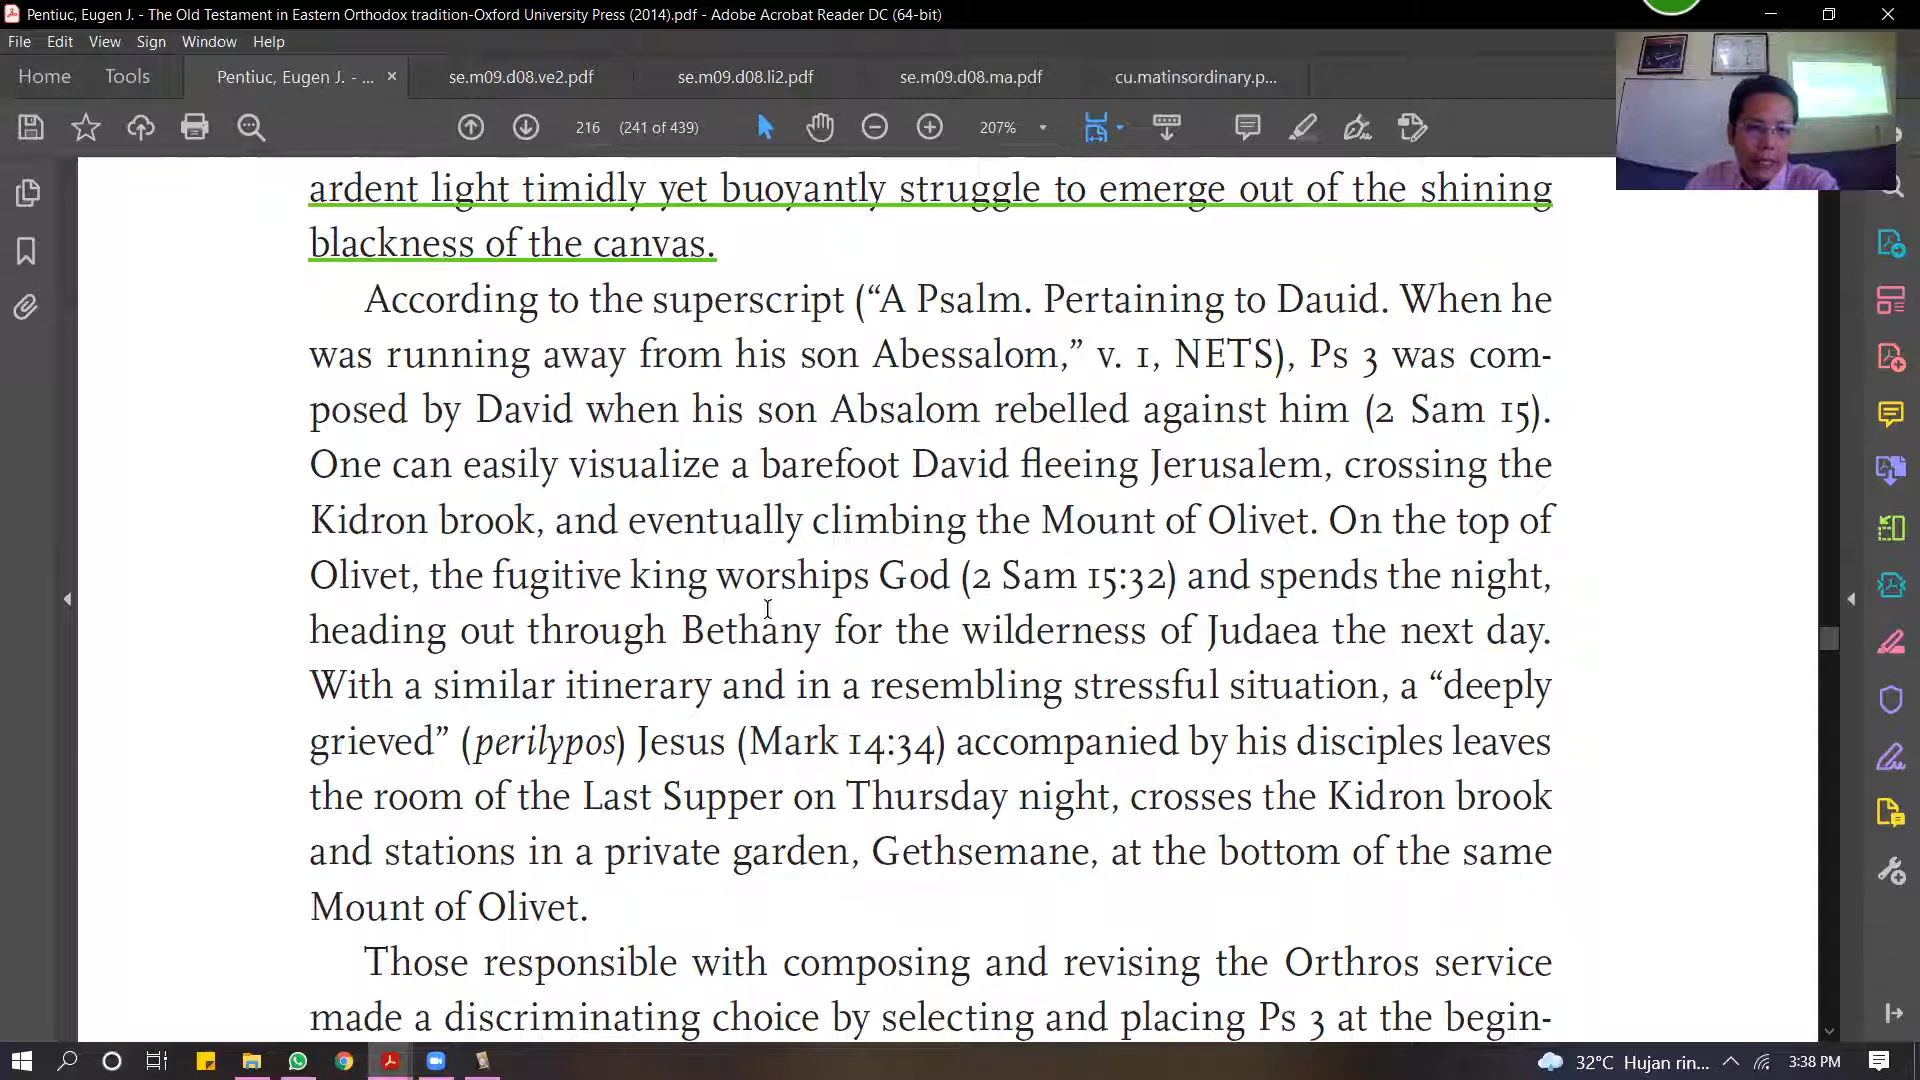 Pentiuc, Eugen J. - The Old Testament in Eastern Orthodox tradition-Oxford University Press (2014).pdf - Adobe Acrobat Reader DC (64-bit)
File Edit View Sign Window Help
Home Tools Pentiuc, Eugen J. - ... se.m09.d08.ve2.pdf se.m09.d08.li2.pdf se.m09.d08.ma.pdf cu.matinsordinary.p...
216 (241 of 439) 207%
ardent light timidly yet buoyantly struggle to emerge out of the shining
blackness of the canvas.
According to the superscript (“A Psalm. Pertaining to Dauid. When he
was running away from his son Abessalom,” v. 1, NETS), Ps 3 was com-
posed by David when his son Absalom rebelled against him (2 Sam 15).
One can easily visualize a barefoot David fleeing Jerusalem, crossing the
Kidron brook, and eventually climbing the Mount of Olivet. On the top of
Olivet, the fugitive king worships God (2 Sam 15:32) and spends the night,
heading out through Bethany for the wilderness of Judaea the next day.
With a similar itinerary and in a resembling stressful situation, a “deeply
grieved” (perilypos) Jesus (Mark 14:34) accompanied by his disciples leaves
the room of the Last Supper on Thursday night, crosses the Kidron brook
and stations in a private garden, Gethsemane, at the bottom of the same
Mount of Olivet.
Those responsible with composing and revising the Orthros service
made a discriminating choice by selecting and placing Ps 3 at the begin-
32°C Hujan rin... 3:38 PM